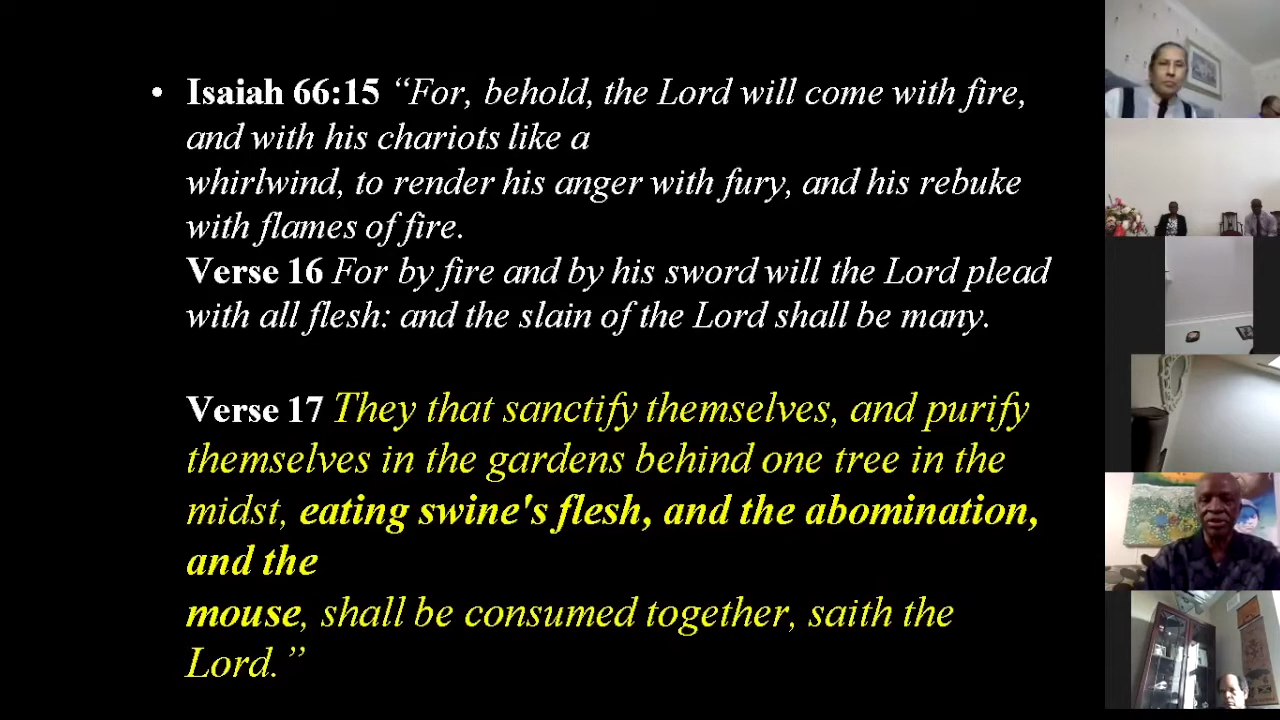 • Isaiah 66:15 “For, behold, the Lord will come with fire,
and with his chariots like a
whirlwind, to render his anger with fury, and his rebuke
with flames of fire.
Verse 16 For by fire and by his sword will the Lord plead
with all flesh: and the slain of the Lord shall be many.
Verse 17 They that sanctify themselves, and purify
themselves in the gardens behind one tree in the
midst, eating swine's flesh, and the abomination,
and the
mouse, shall be consumed together, saith the
Lord.”